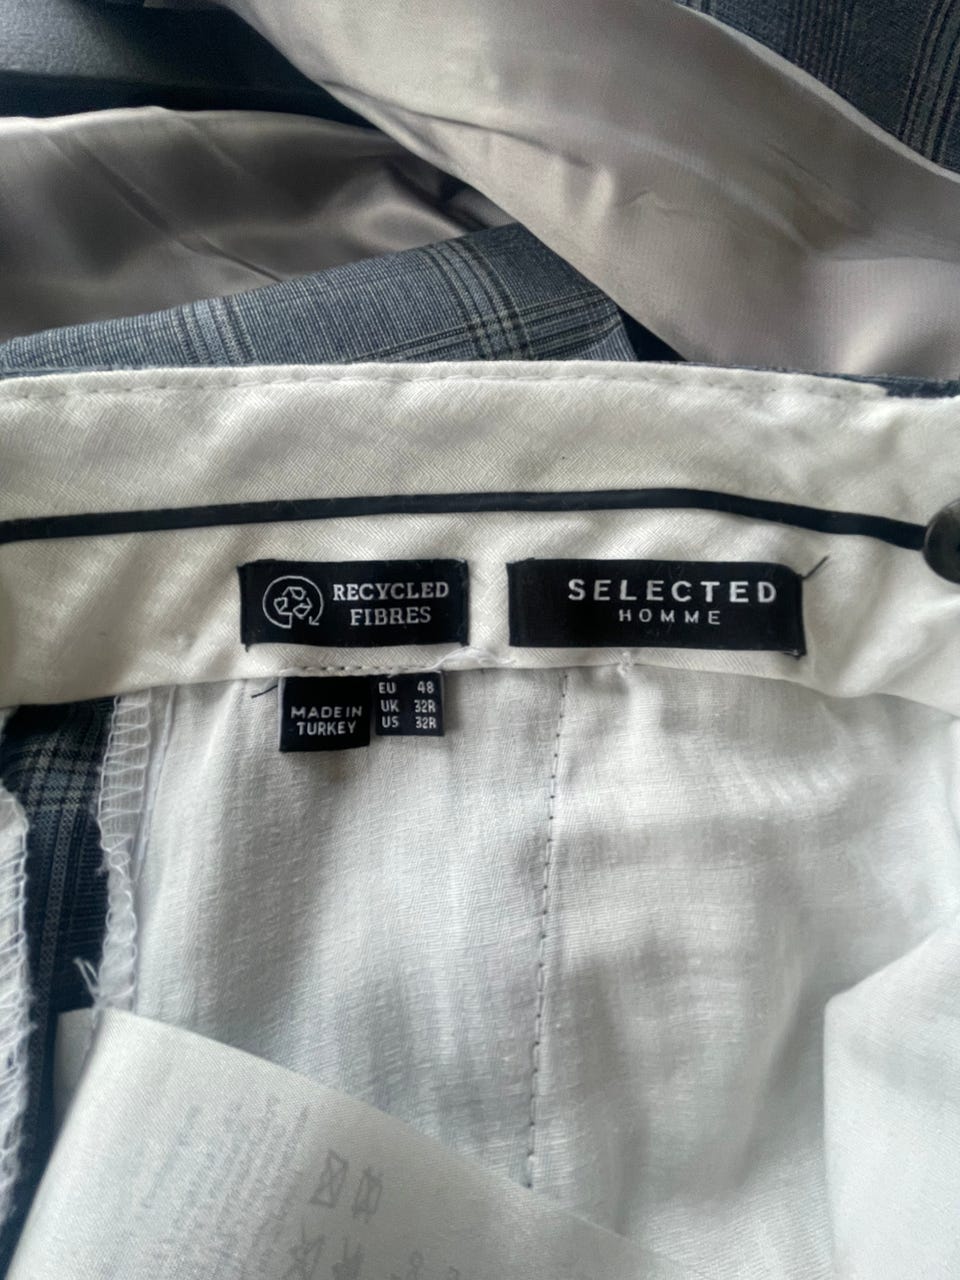 RECYCLED
FIBRES
SELECTED
HOMME
MADE IN
TURKEY
EU 48
UK 32R
US 32R